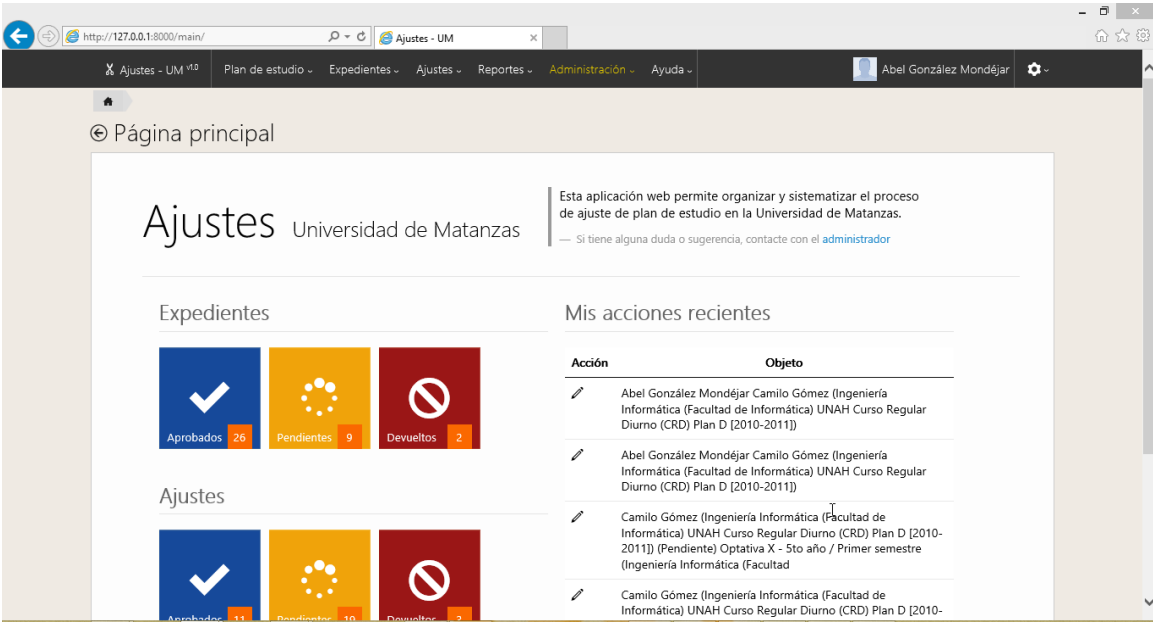 http://127.0.0.1:8000/main/
Ajustes - UM
Ajustes - UM v1.0
Plan de estudio
Expedientes
Ajustes
Reportes
Administración
Ayuda
Abel González Mondéjar
Página principal
Ajustes Universidad de Matanzas
Esta aplicación web permite organizar y sistematizar el proceso
de ajuste de plan de estudio en la Universidad de Matanzas.
— Si tiene alguna duda o sugerencia, contacte con el administrador
Expedientes
Aprobados 26
Pendientes 9
Devueltos 2
Ajustes
Aprobados 11
Pendientes 10
Devueltos 3
Mis acciones recientes
Acción Objeto
Abel González Mondéjar Camilo Gómez (Ingeniería
Informática (Facultad de Informática) UNAH Curso Regular
Diurno (CRD) Plan D [2010-2011])
Abel González Mondéjar Camilo Gómez (Ingeniería
Informática (Facultad de Informática) UNAH Curso Regular
Diurno (CRD) Plan D [2010-2011])
Camilo Gómez (Ingeniería Informática (Facultad de
Informática) UNAH Curso Regular Diurno (CRD) Plan D [2010-
2011]) (Pendiente) Optativa X - 5to año / Primer semestre
(Ingeniería Informática (Facultad
Camilo Gómez (Ingeniería Informática (Facultad de
Informática) UNAH Curso Regular Diurno (CRD) Plan D [2010-